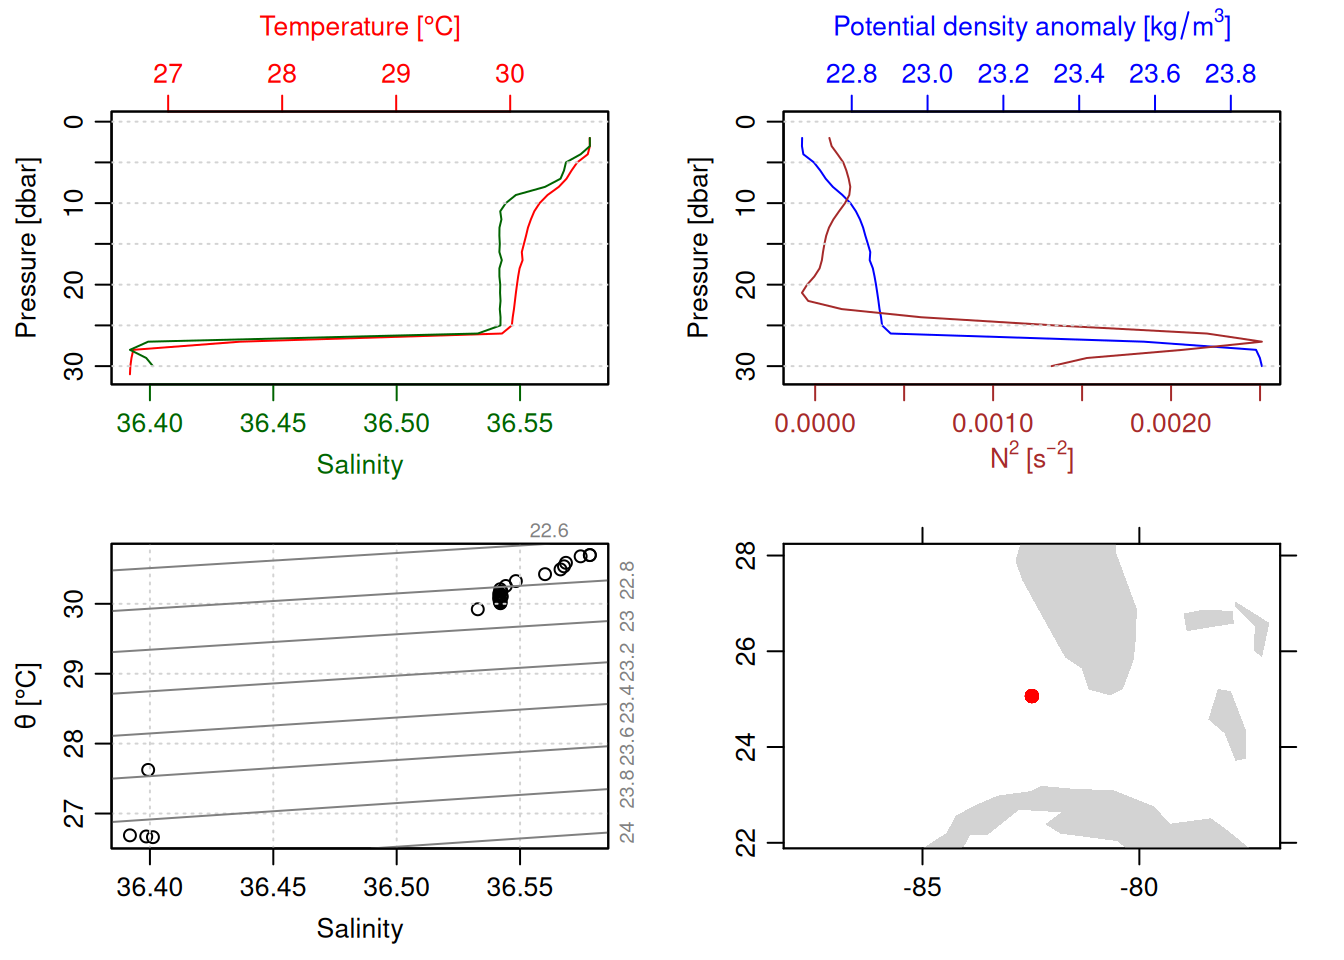 Temperature [°C]
27 28 29 30
0
10
20
30
Pressure [dbar]
36.40 36.45 36.50 36.55
Salinity
Potential density anomaly [kg/m³]
22.8 23.0 23.2 23.4 23.6 23.8
0
10
20
30
Pressure [dbar]
0.0000 0.0010 0.0020
N² [s⁻²]
22.6
22.8
23
23.2
23.4
23.6
23.8
24
30
29
28
27
θ [°C]
36.40 36.45 36.50 36.55
Salinity
28
26
24
22
-85 -80